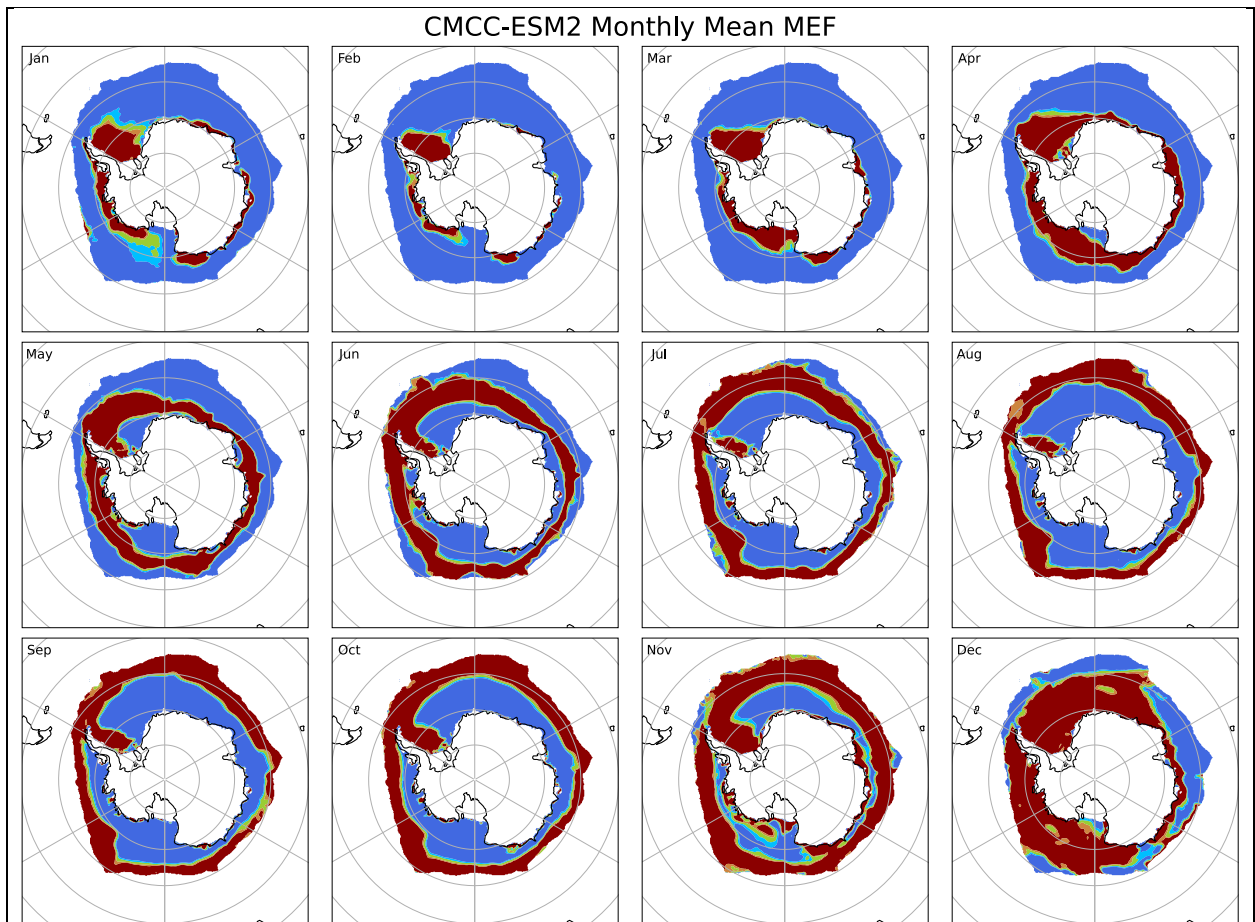 CMCC-ESM2 Monthly Mean MEF
Jan
Feb
Mar
Apr
May
Jun
Jul
Aug
Sep
Oct
Nov
Dec